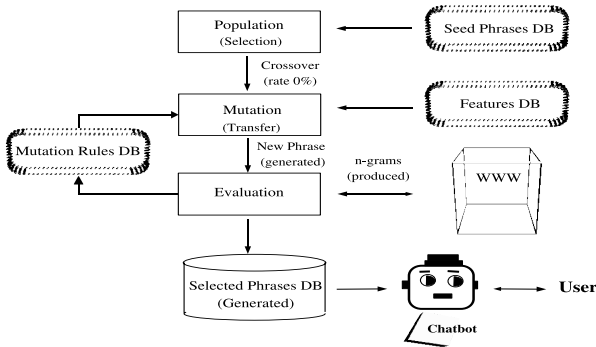 Population
(Selection)
Seed Phrases DB
Crossover
(rate 0%)
Mutation
(Transfer)
Features DB
Mutation Rules DB
New Phrase
(generated)
n-grams
(produced)
WWW
Evaluation
Selected Phrases DB
(Generated)
User
Chatbot